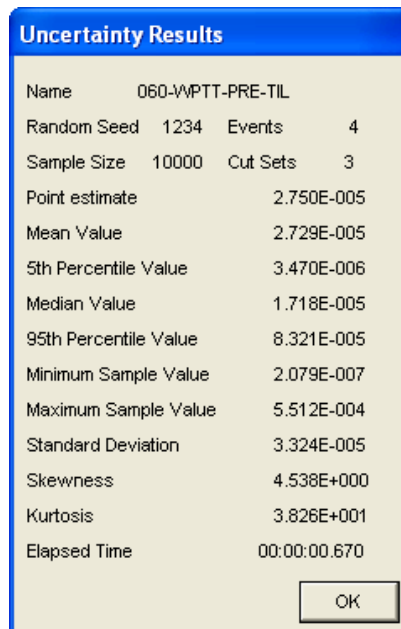 Uncertainty Results
Name 060-WPTT-PRE-TIL
Random Seed 1234 Events 4
Sample Size 10000 Cut Sets 3
Point estimate 2.750E-005
Mean Value 2.729E-005
5th Percentile Value 3.470E-006
Median Value 1.718E-005
95th Percentile Value 8.321E-005
Minimum Sample Value 2.079E-007
Maximum Sample Value 5.512E-004
Standard Deviation 3.324E-005
Skewness 4.538E+000
Kurtosis 3.826E+001
Elapsed Time 00:00:00.670
OK